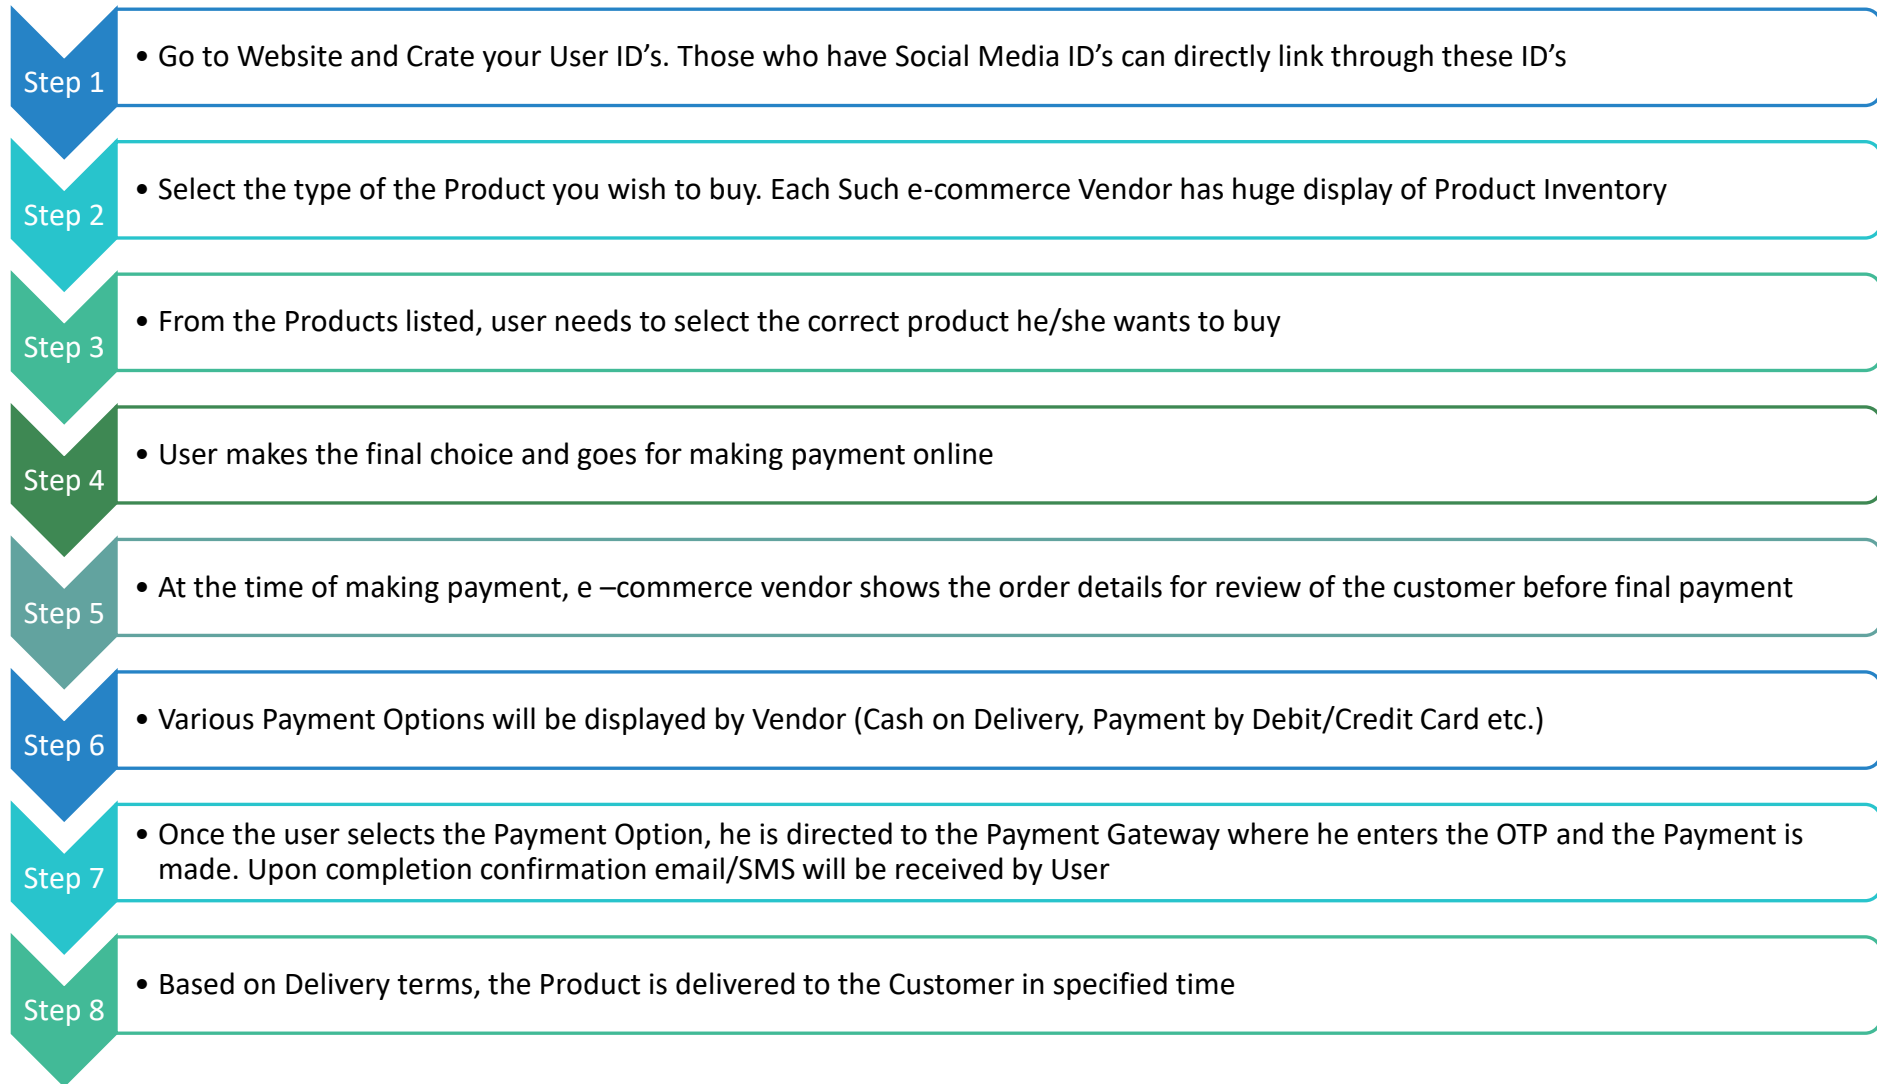 Step 1
• Go to Website and Crate your User ID’s. Those who have Social Media ID’s can directly link through these ID’s
Step 2
• Select the type of the Product you wish to buy. Each Such e-commerce Vendor has huge display of Product Inventory
Step 3
• From the Products listed, user needs to select the correct product he/she wants to buy
Step 4
• User makes the final choice and goes for making payment online
Step 5
• At the time of making payment, e –commerce vendor shows the order details for review of the customer before final payment
Step 6
• Various Payment Options will be displayed by Vendor (Cash on Delivery, Payment by Debit/Credit Card etc.)
Step 7
• Once the user selects the Payment Option, he is directed to the Payment Gateway where he enters the OTP and the Payment is
made. Upon completion confirmation email/SMS will be received by User
Step 8
• Based on Delivery terms, the Product is delivered to the Customer in specified time